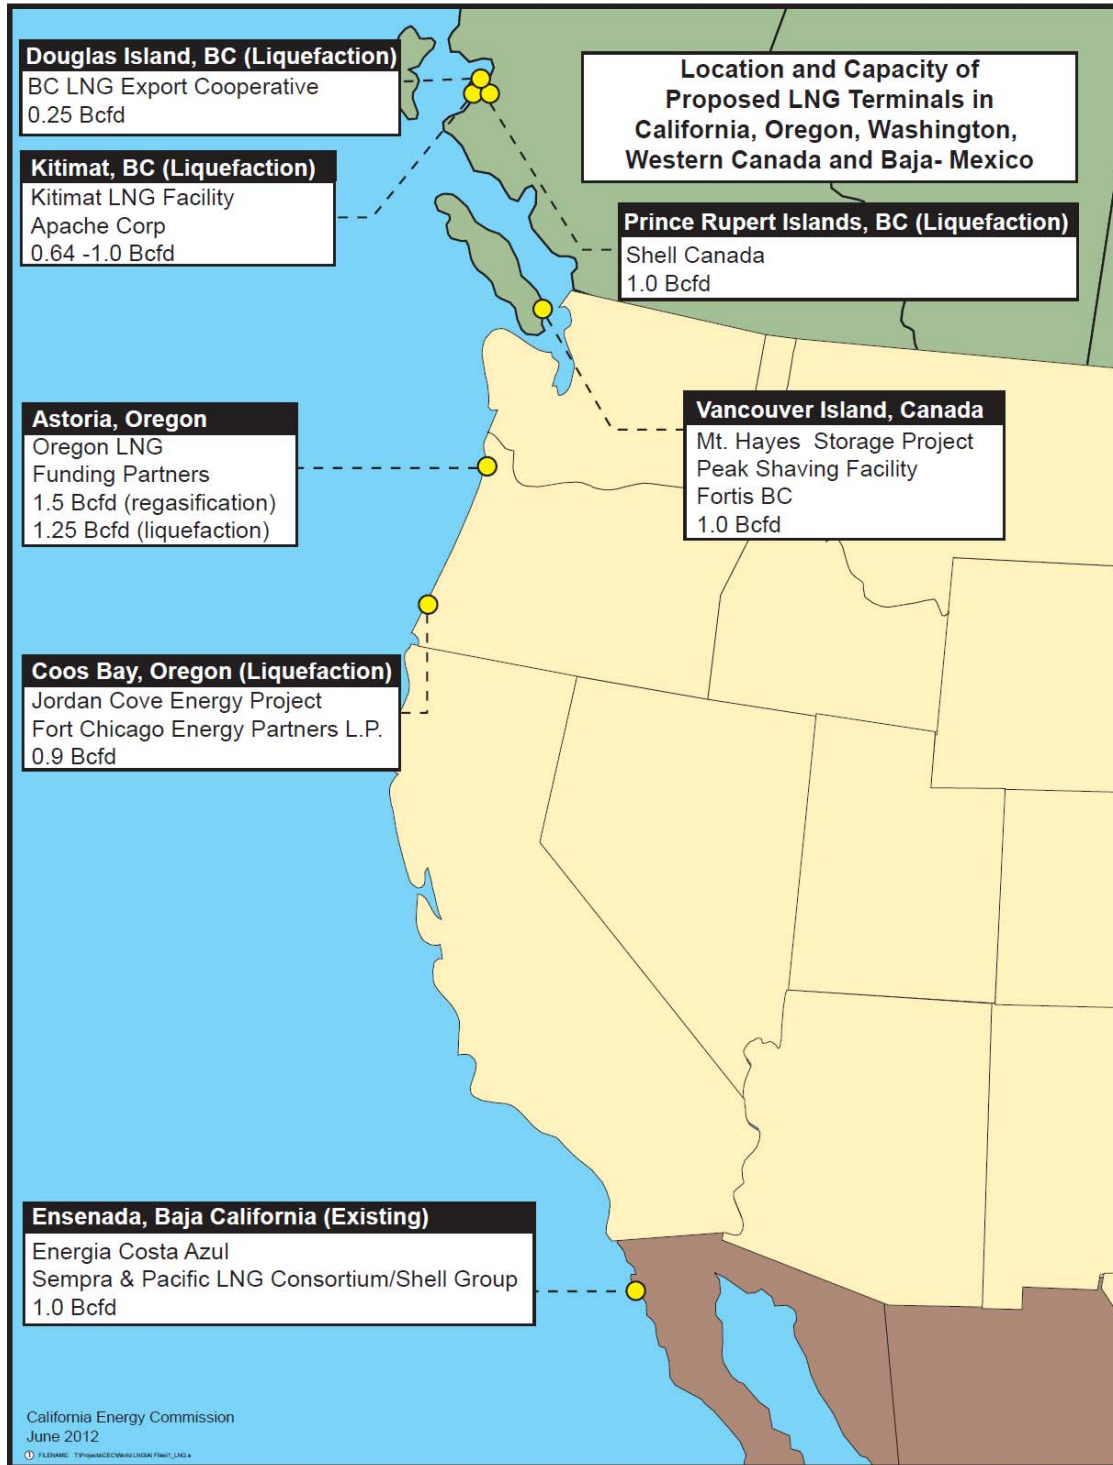 Douglas Island, BC (Liquefaction)
BC LNG Export Cooperative
0.25 Bcfd
Location and Capacity of
Proposed LNG Terminals in
California, Oregon, Washington,
Western Canada and Baja- Mexico
Kitimat, BC (Liquefaction)
Kitimat LNG Facility
Apache Corp
0.64 -1.0 Bcfd
Prince Rupert Islands, BC (Liquefaction)
Shell Canada
1.0 Bcfd
Astoria, Oregon
Oregon LNG
Funding Partners
1.5 Bcfd (regasification)
1.25 Bcfd (liquefaction)
Vancouver Island, Canada
Mt. Hayes Storage Project
Peak Shaving Facility
Fortis BC
1.0 Bcfd
Coos Bay, Oregon (Liquefaction)
Jordan Cove Energy Project
Fort Chicago Energy Partners L.P.
0.9 Bcfd
Ensenada, Baja California (Existing)
Energia Costa Azul
Sempra & Pacific LNG Consortium/Shell Group
1.0 Bcfd
California Energy Commission
June 2012
FILENAME: